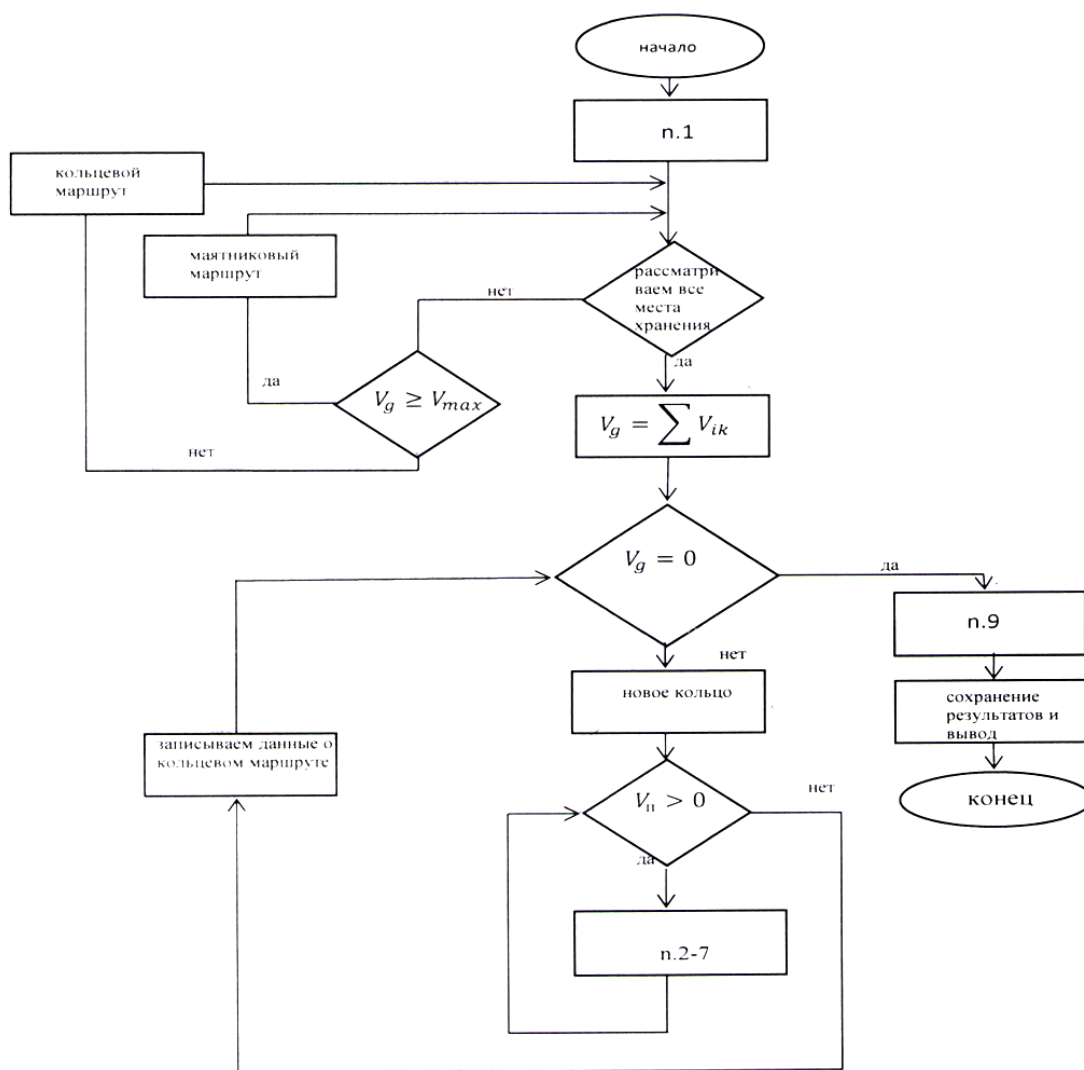 начало
n.1
кольцевой
маршрут
маятниковый
маршрут
рассматри
ваем все
места
хранения
нет
да
да
V_g ≥ V_max
V_g = ∑ V_ik
нет
V_g = 0
да
n.9
нет
новое кольцо
сохранение
результатов и
вывод
записываем данные о
кольцевом маршруте
V_п > 0
нет
конец
да
n.2-7